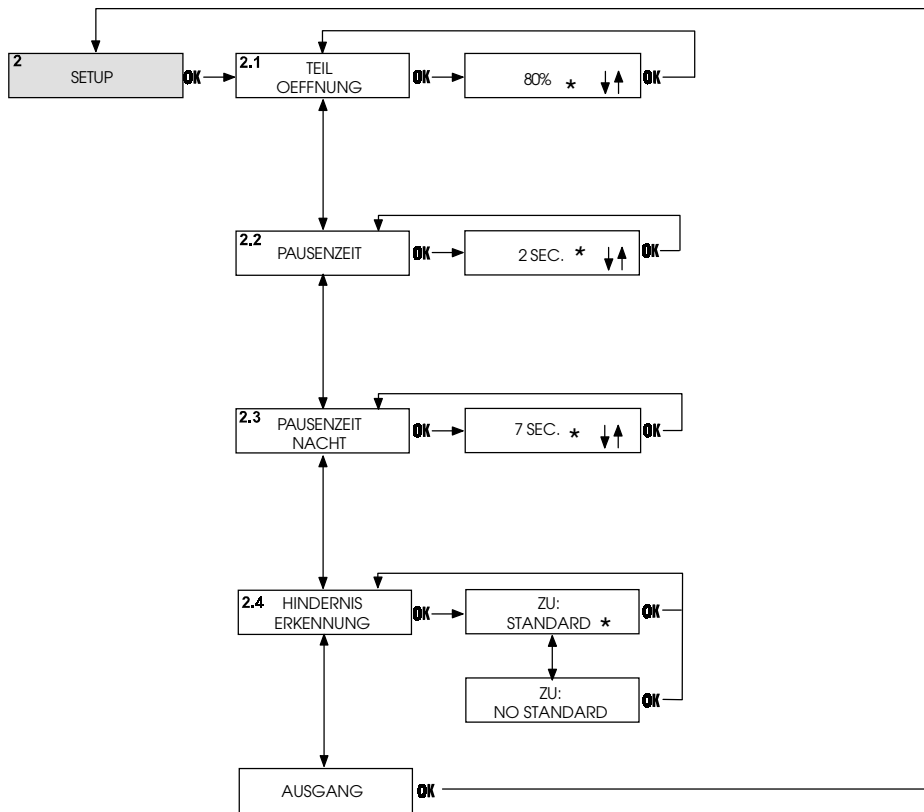 2
SETUP
OK
2.1
TEIL
OEFFNUNG
OK
80% *
OK
2.2
PAUSENZEIT
OK
2 SEC. *
OK
2.3
PAUSENZEIT
NACHT
OK
7 SEC. *
OK
2.4
HINDERNIS
ERKENNUNG
OK
ZU:
STANDARD *
OK
ZU:
NO STANDARD
OK
AUSGANG
OK